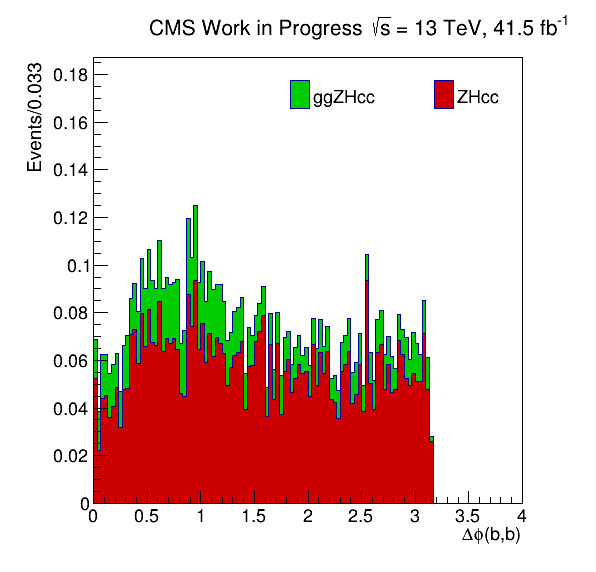 CMS Work in Progress √s = 13 TeV, 41.5 fb⁻¹
Events/0.033
ggZHcc
ZHcc
0.18
0.16
0.14
0.12
0.1
0.08
0.06
0.04
0.02
0
0 0.5 1 1.5 2 2.5 3 3.5 4
Δϕ(b,b)